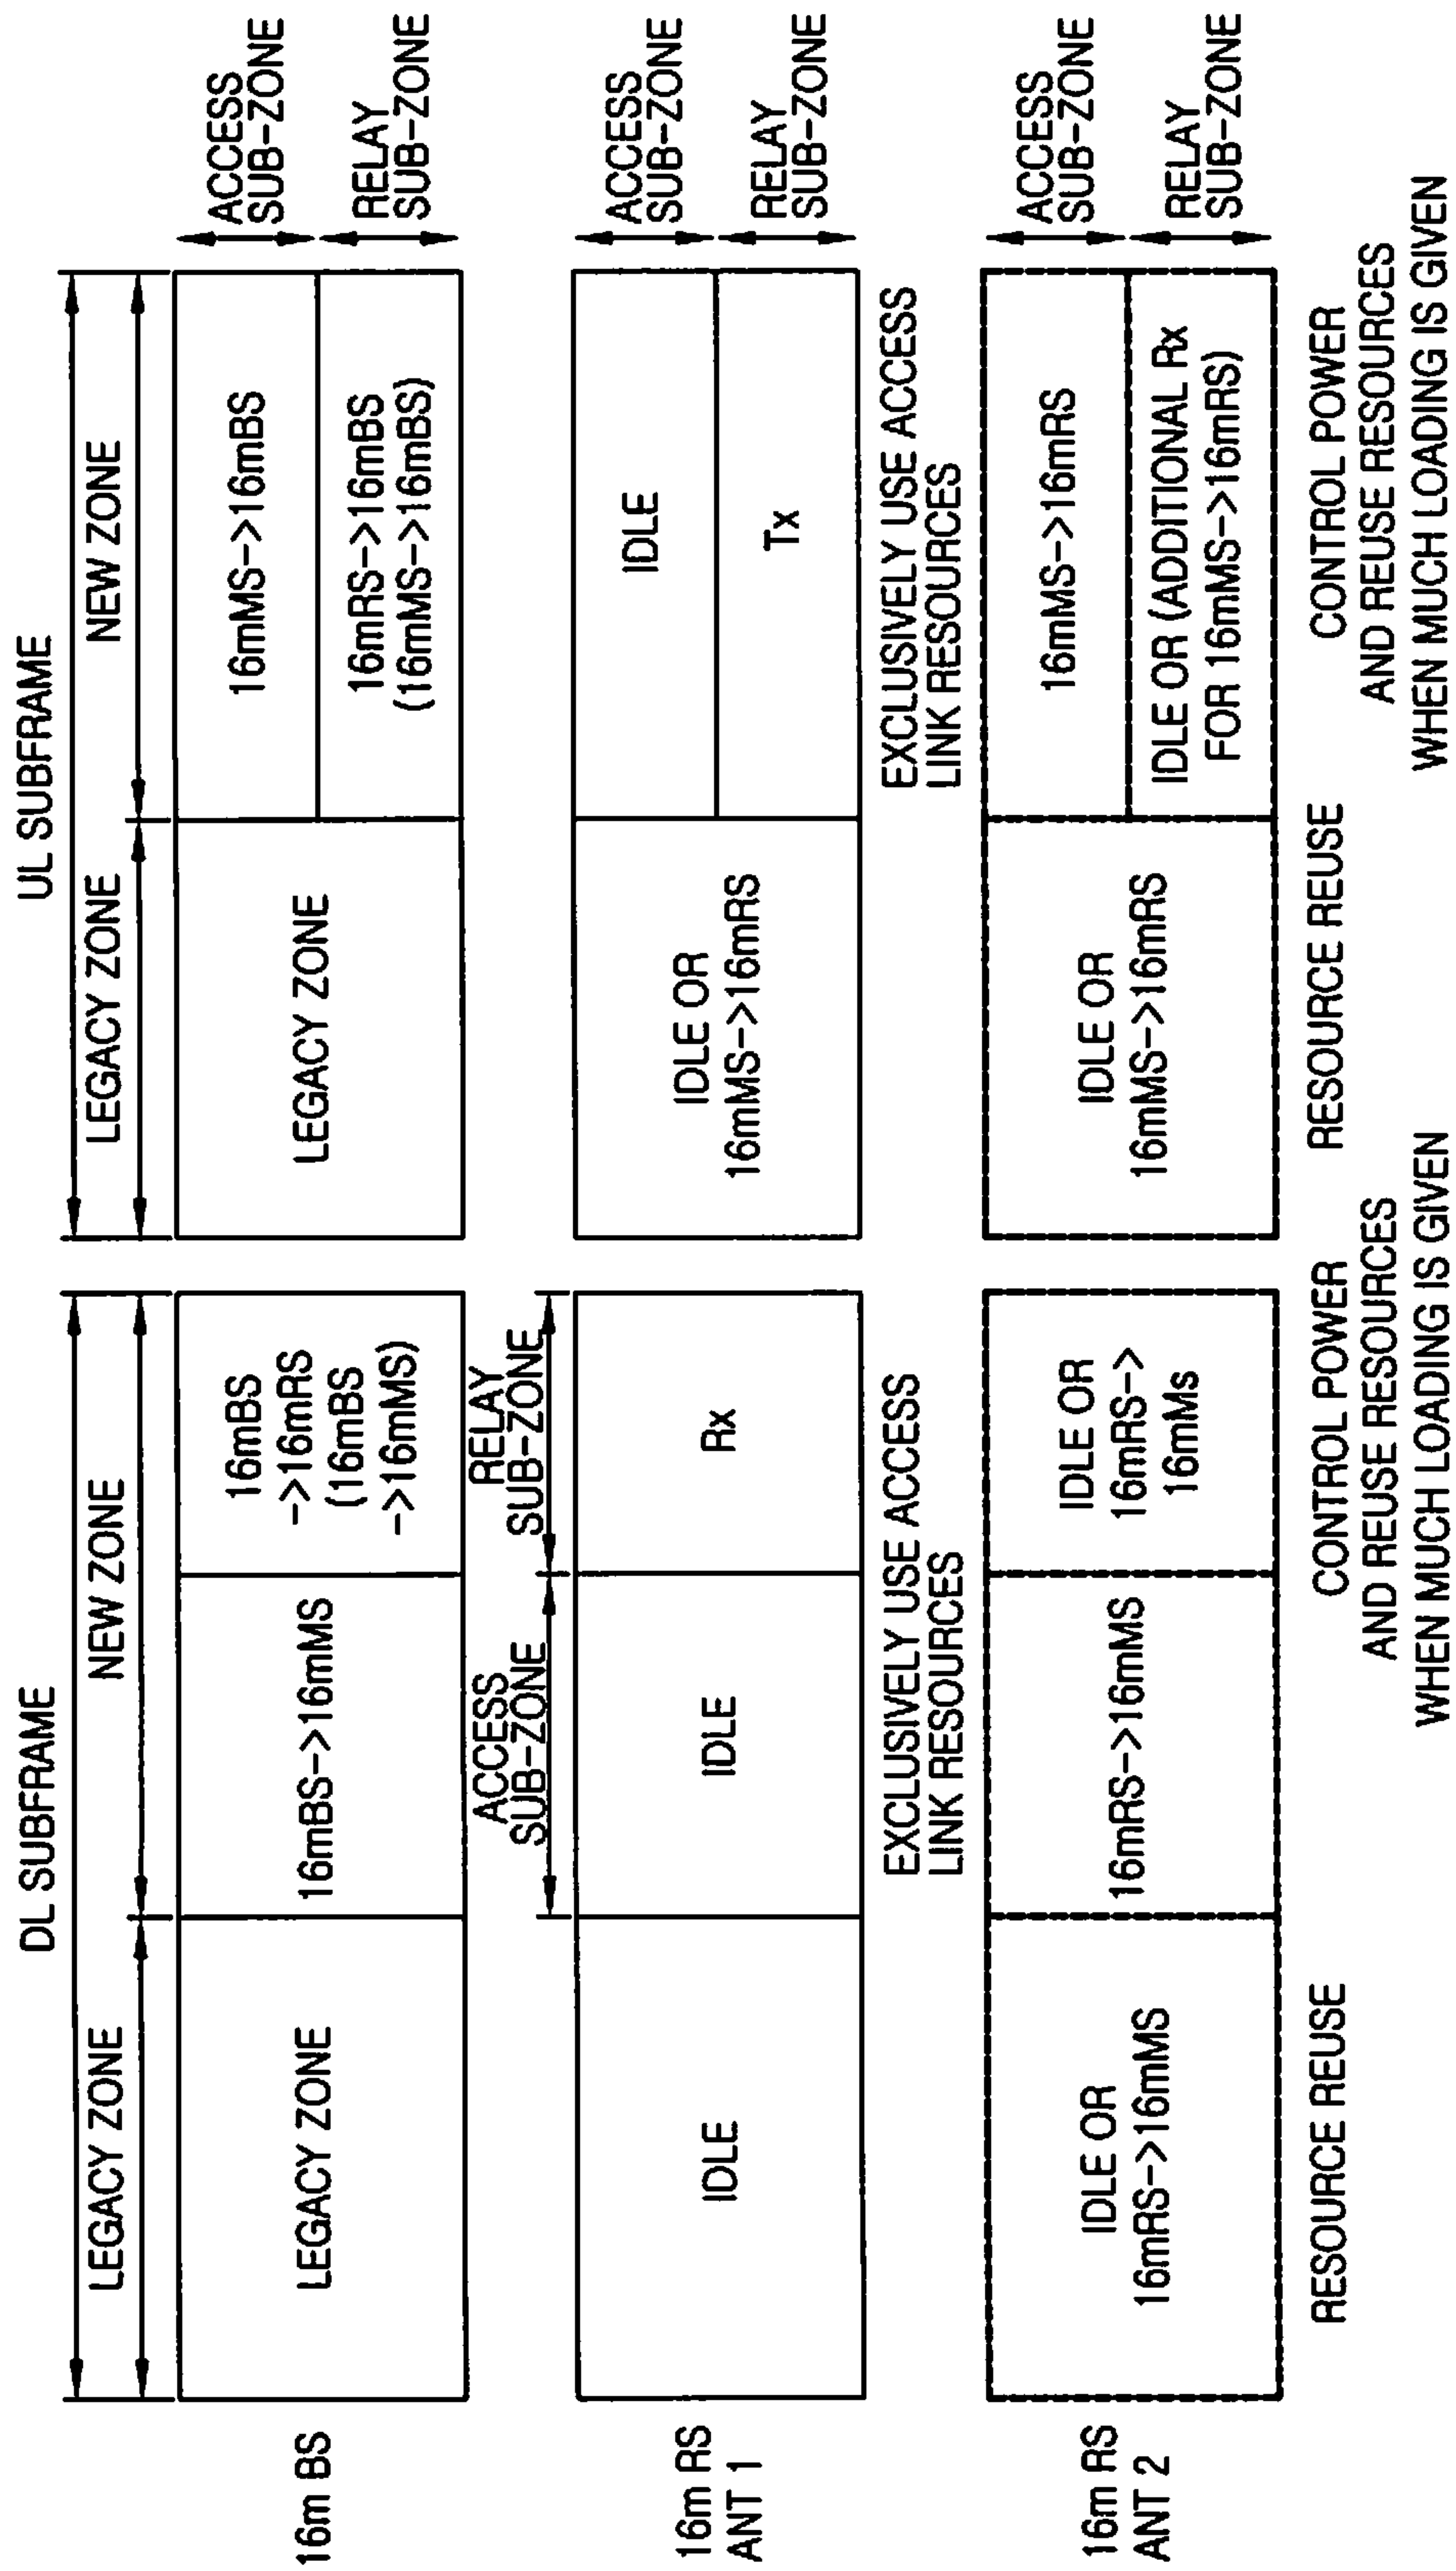 DL SUBFRAME
UL SUBFRAME
LEGACY ZONE
NEW ZONE
LEGACY ZONE
NEW ZONE
16m BS
LEGACY ZONE
16mBS->16mMS
16mBS
->16mRS
(16mBS
->16mMS)
LEGACY ZONE
16mMS->16mBS
16mRS->16mBS
(16mMS->16mBS)
ACCESS
SUB-ZONE
RELAY
SUB-ZONE
ACCESS
SUB-ZONE
RELAY
SUB-ZONE
16m RS
ANT 1
IDLE
IDLE
Rx
IDLE OR
16mMS->16mRS
IDLE
Tx
ACCESS
SUB-ZONE
RELAY
SUB-ZONE
EXCLUSIVELY USE ACCESS
LINK RESOURCES
EXCLUSIVELY USE ACCESS
LINK RESOURCES
16m RS
ANT 2
IDLE OR
16mRS->16mMS
16mRS->16mMS
IDLE OR
16mRS->
16mMs
IDLE OR
16mMS->16mRS
16mMS->16mRS
IDLE OR (ADDITIONAL Rx
FOR 16mMS->16mRS)
ACCESS
SUB-ZONE
RELAY
SUB-ZONE
RESOURCE REUSE
CONTROL POWER
AND REUSE RESOURCES
WHEN MUCH LOADING IS GIVEN
RESOURCE REUSE
CONTROL POWER
AND REUSE RESOURCES
WHEN MUCH LOADING IS GIVEN